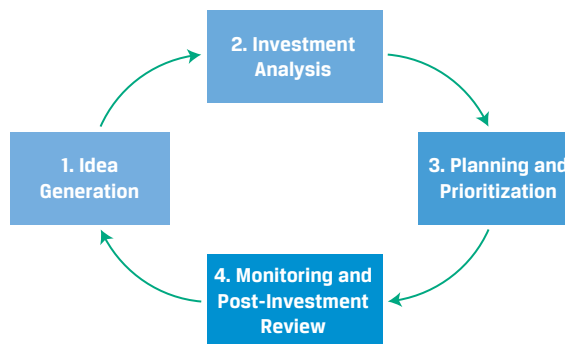 2. Investment
Analysis
1. Idea
Generation
3. Planning and
Prioritization
4. Monitoring and
Post-Investment
Review